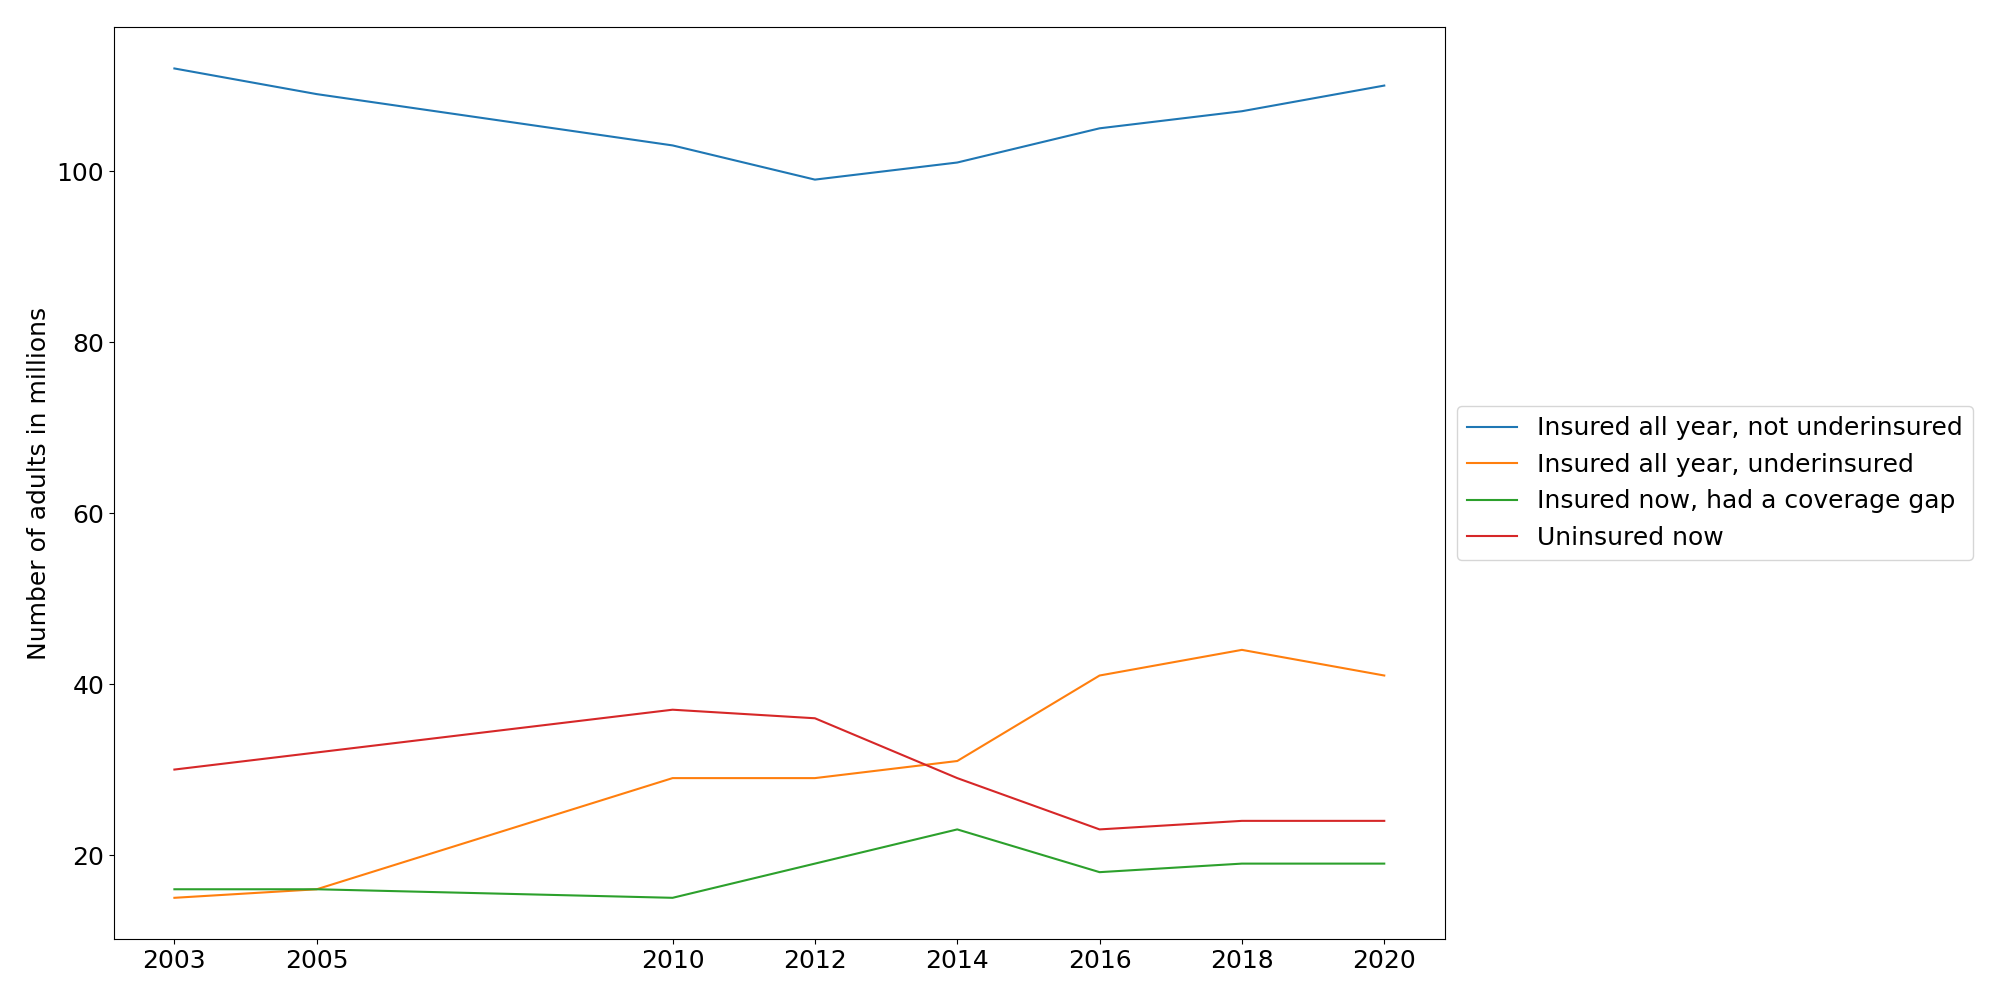 Number of adults in millions
100
80
60
40
20
2003
2005
2010
2012
2014
2016
2018
2020
Insured all year, not underinsured
Insured all year, underinsured
Insured now, had a coverage gap
Uninsured now